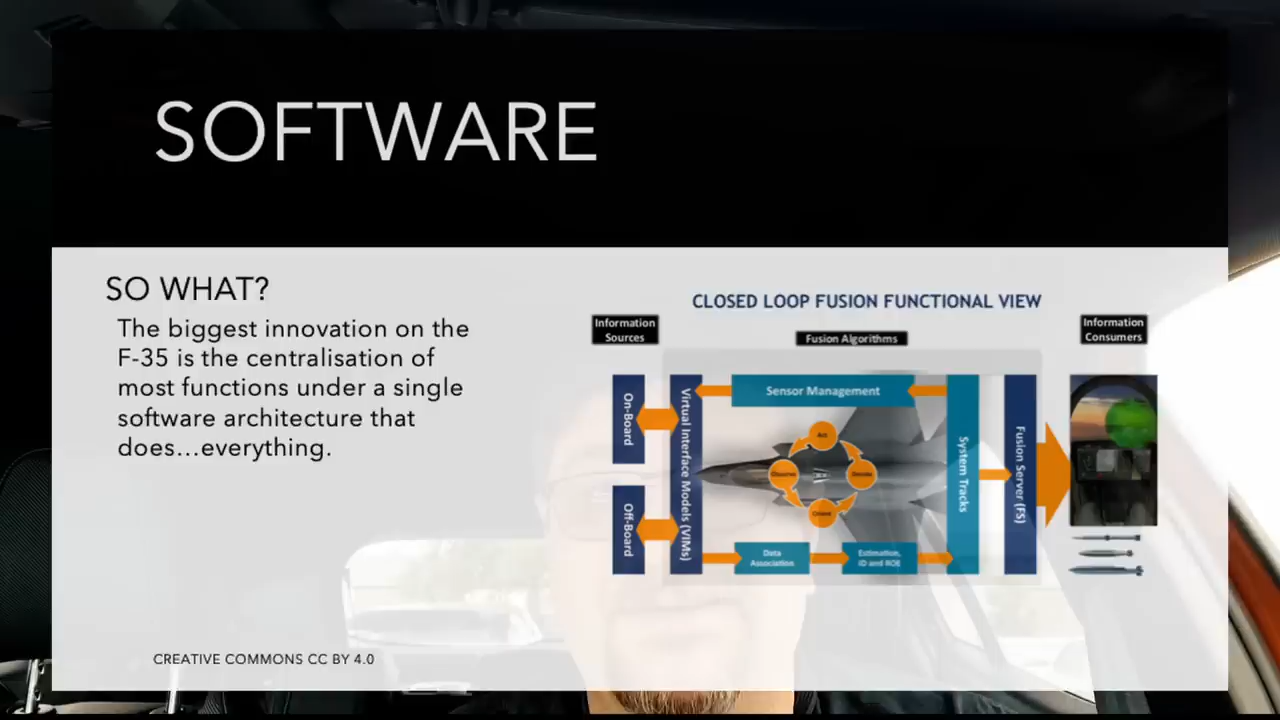 SOFTWARE
SO WHAT?
The biggest innovation on the
F-35 is the centralisation of
most functions under a single
software architecture that
does...everything.
CLOSED LOOP FUSION FUNCTIONAL VIEW
Information
Sources
Fusion Algorithms
Information
Consumers
On-Board
Off-Board
Virtual Interface Models (VIMs)
Sensor Management
Act
Observe
Decide
Orient
Data
Association
Estimation,
ID and ROE
System Tracks
Fusion Server (FS)
CREATIVE COMMONS CC BY 4.0